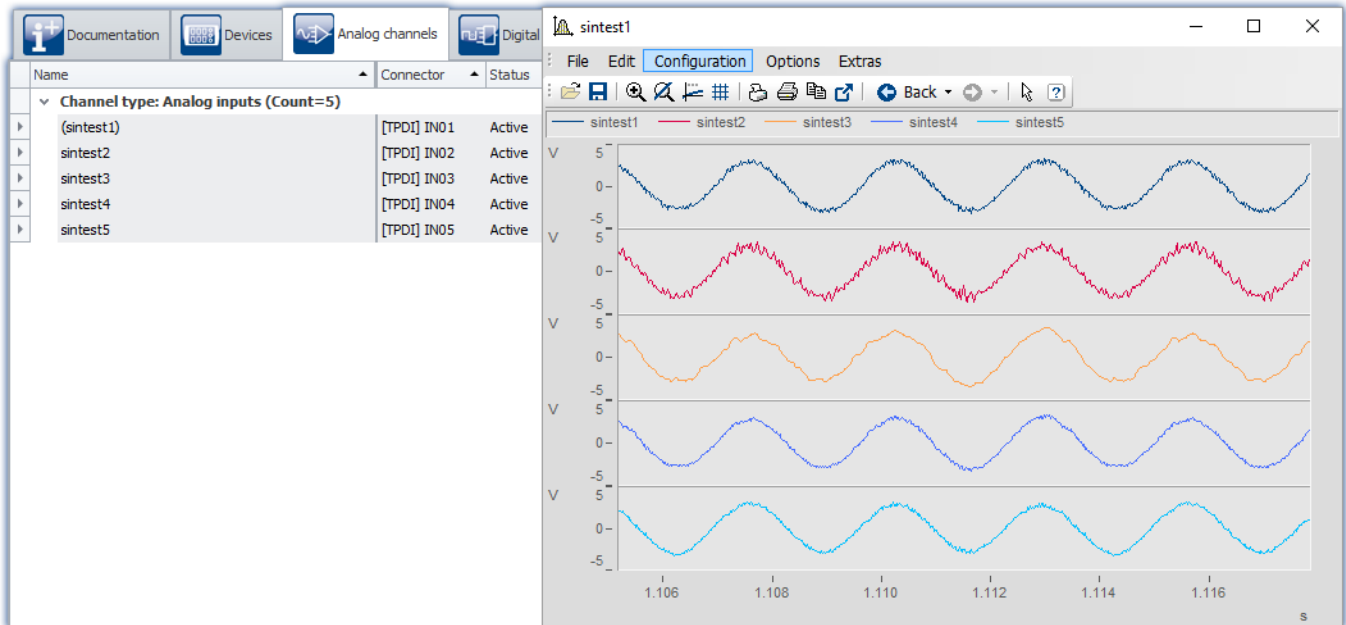 Documentation Devices Analog channels Digital
Name Connector Status
Channel type: Analog inputs (Count=5)
(sintest1) [TPDI] IN01 Active
sintest2 [TPDI] IN02 Active
sintest3 [TPDI] IN03 Active
sintest4 [TPDI] IN04 Active
sintest5 [TPDI] IN05 Active
sintest1
File Edit Configuration Options Extras
Back
sintest1 sintest2 sintest3 sintest4 sintest5
V 5
0
-5
V 5
0
-5
V 5
0
-5
V 5
0
-5
V 5
0
-5
1.106 1.108 1.110 1.112 1.114 1.116
s